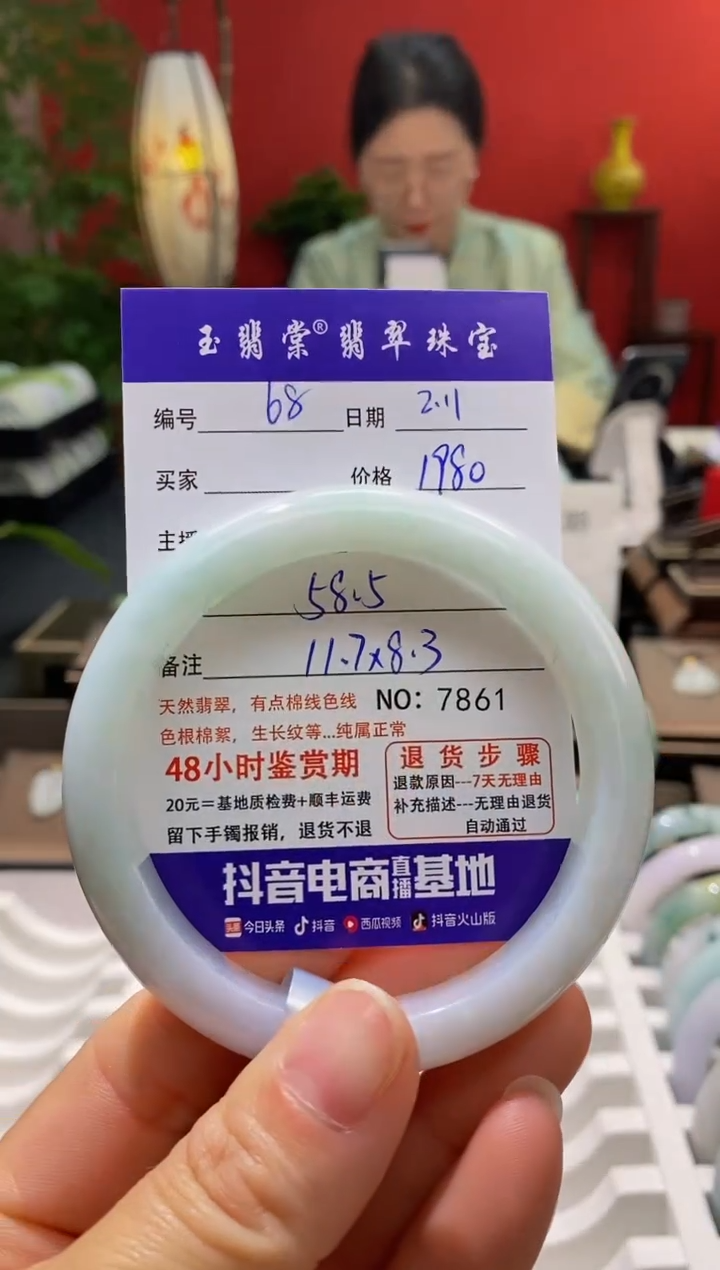 玉翡棠®翡翠珠宝
编号 68 日期 2.11
买家 价格 1980
主播
58.5
备注 11.7x8.3
天然翡翠，有点棉线色线 NO：7861
色根棉絮，生长纹等...纯属正常
48小时鉴赏期
20元＝基地质检费+顺丰运费
留下手镯报销，退货不退
退货步骤
退款原因---7天无理由
补充描述---无理由退货
自动通过
抖音电商直播基地
头条 今日头条 抖音 西瓜视频 抖音火山版